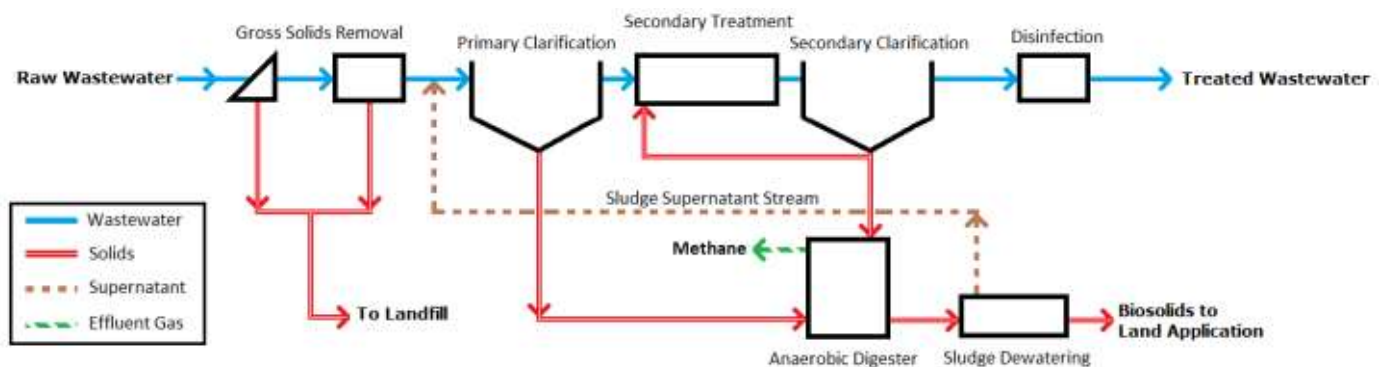 Gross Solids Removal
Primary Clarification
Secondary Treatment
Secondary Clarification
Disinfection
Raw Wastewater
Treated Wastewater
Sludge Supernatant Stream
Wastewater
Solids
Supernatant
Effluent Gas
Methane
To Landfill
Biosolids to
Land Application
Anaerobic Digester
Sludge Dewatering